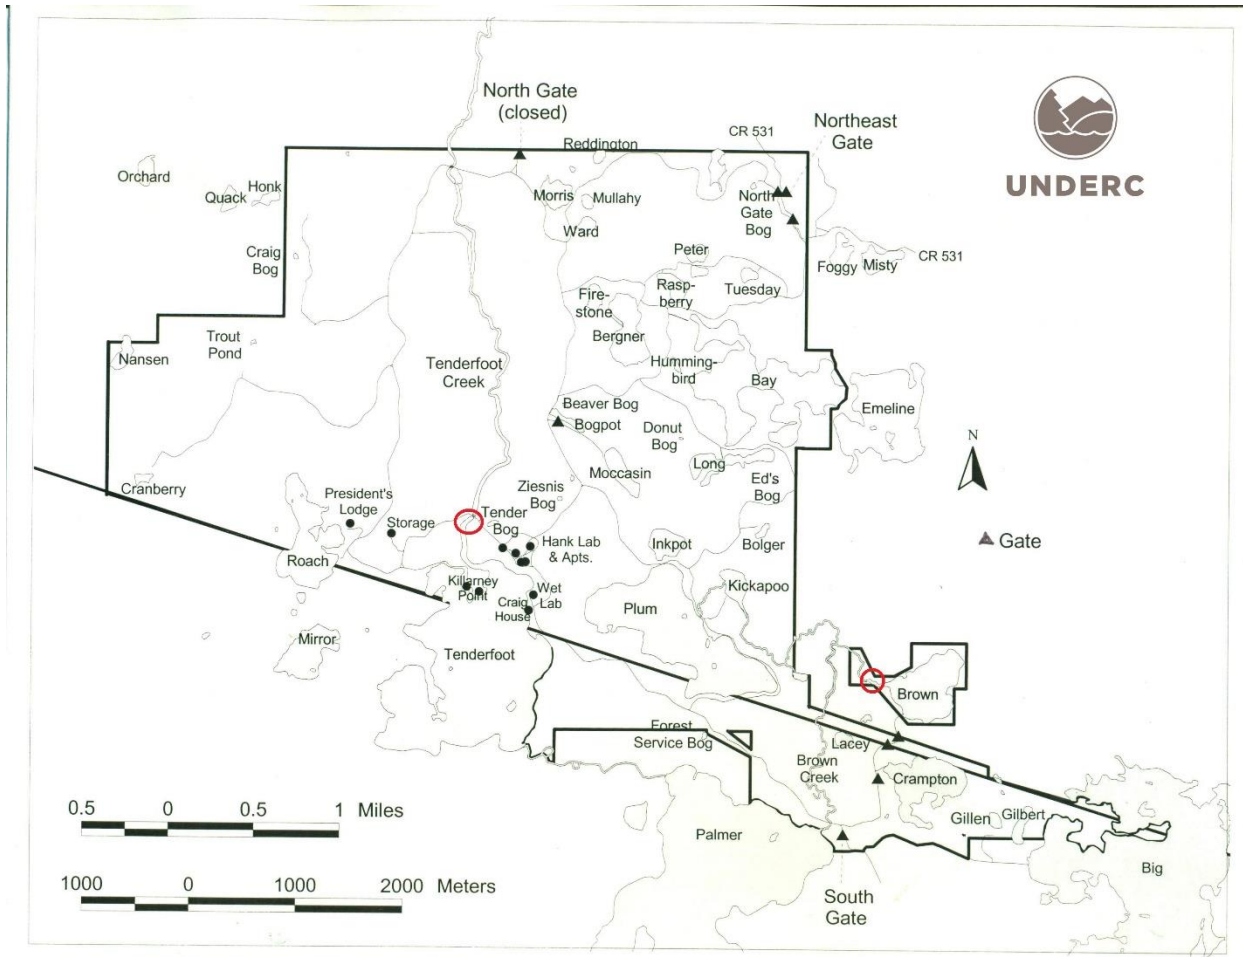 North Gate
(closed)
Northeast
Gate
CR 531
UNDERC
Reddington
Orchard
Honk
Quack
Morris
Mullahy
North
Gate
Bog
Ward
Craig
Bog
Peter
CR 531
Foggy
Misty
Fire-
stone
Rasp-
berry
Tuesday
Trout
Pond
Bergner
Nansen
Tenderfoot
Creek
Humming-
bird
Bay
Beaver Bog
Bogpot
Emeline
Donut
Bog
N
Moccasin
Long
Ed's
Bog
Cranberry
President's
Lodge
Ziesnis
Bog
Storage
Tender
Bog
Hank Lab
& Apts.
Inkpot
Bolger
Gate
Roach
Killarney
Point
Wet
Lab
Craig
House
Kickapoo
Plum
Mirror
Tenderfoot
Brown
Forest
Service Bog
Lacey
Brown
Creek
Crampton
0.5 0 0.5 1 Miles
Gillen
Gilbert
Palmer
Big
1000 0 1000 2000 Meters
South
Gate